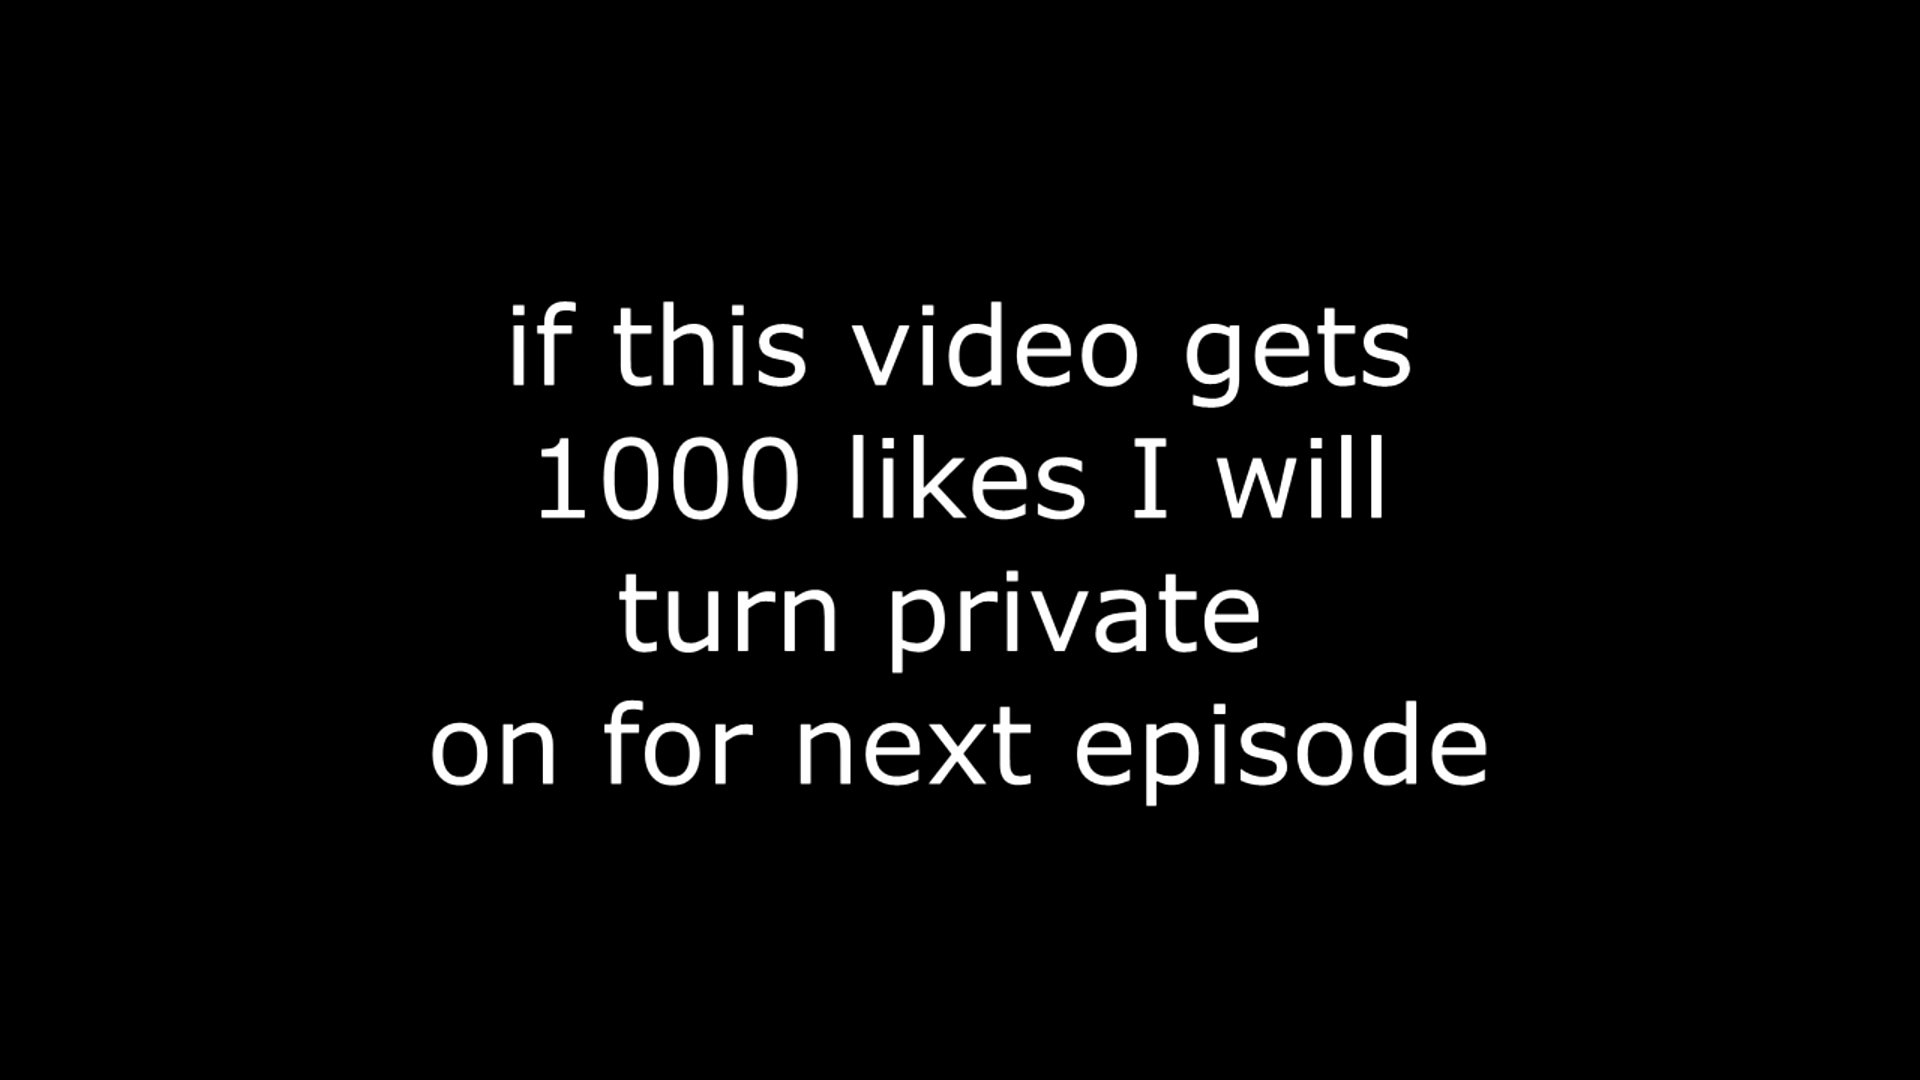 if this video gets
1000 likes I will
turn private
on for next episode